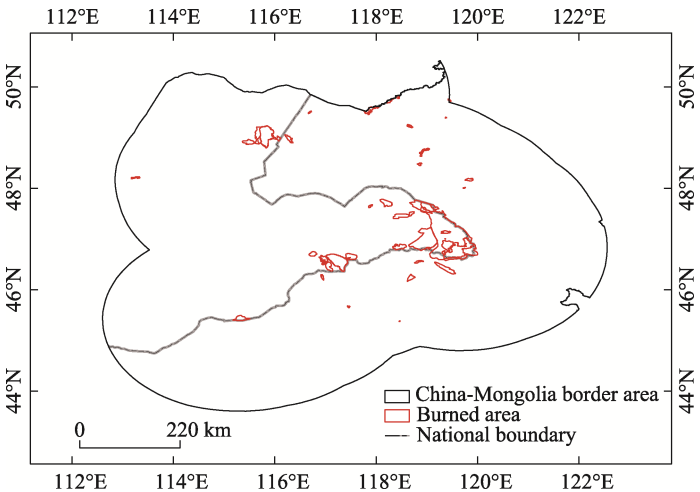 112°E 114°E 116°E 118°E 120°E 122°E
50°N 50°N
48°N 48°N
46°N 46°N
44°N 44°N
China-Mongolia border area
Burned area
National boundary
0 220 km
112°E 114°E 116°E 118°E 120°E 122°E